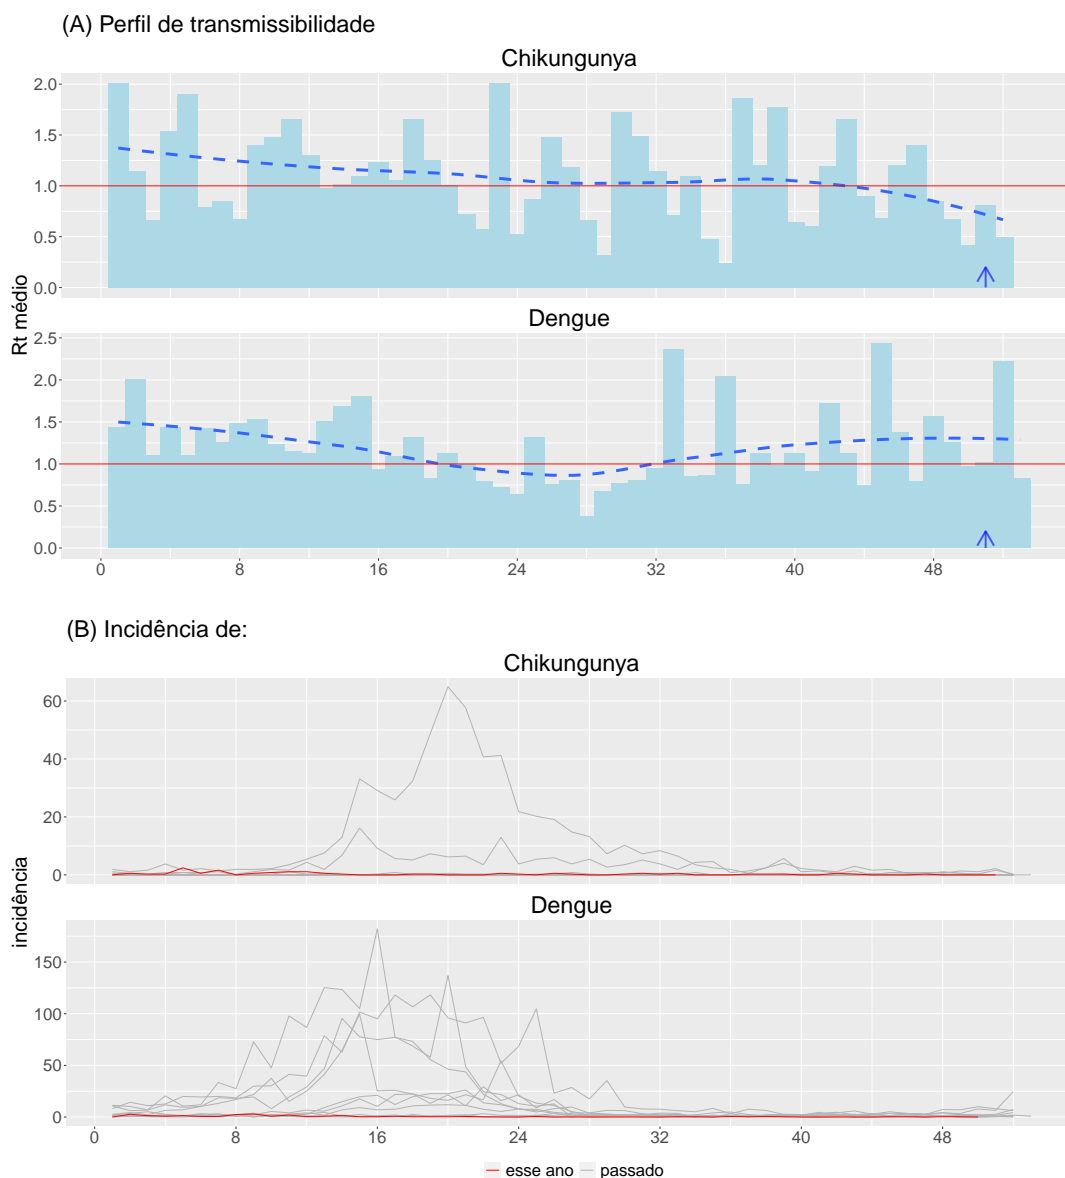 (A) Perfil de transmissibilidade
Chikungunya
2.0
1.5
1.0
0.5
0.0
Rt médio
Dengue
2.5
2.0
1.5
1.0
0.5
0.0
0 8 16 24 32 40 48
(B) Incidência de:
Chikungunya
60
40
20
0
incidência
Dengue
150
100
50
0
0 8 16 24 32 40 48
esse ano passado